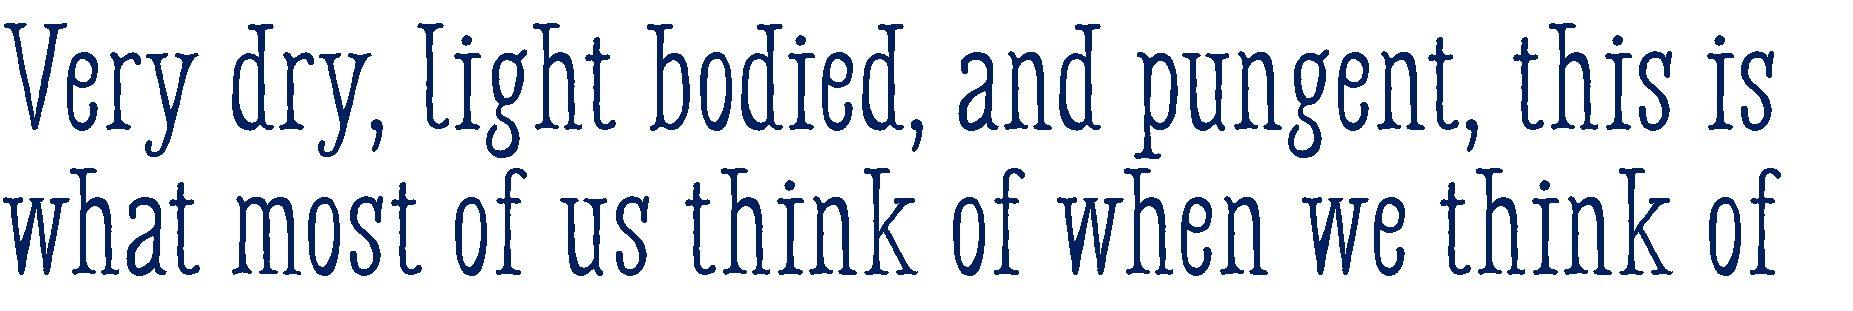 Very dry, light bodied, and pungent, this is
what most of us think of when we think of